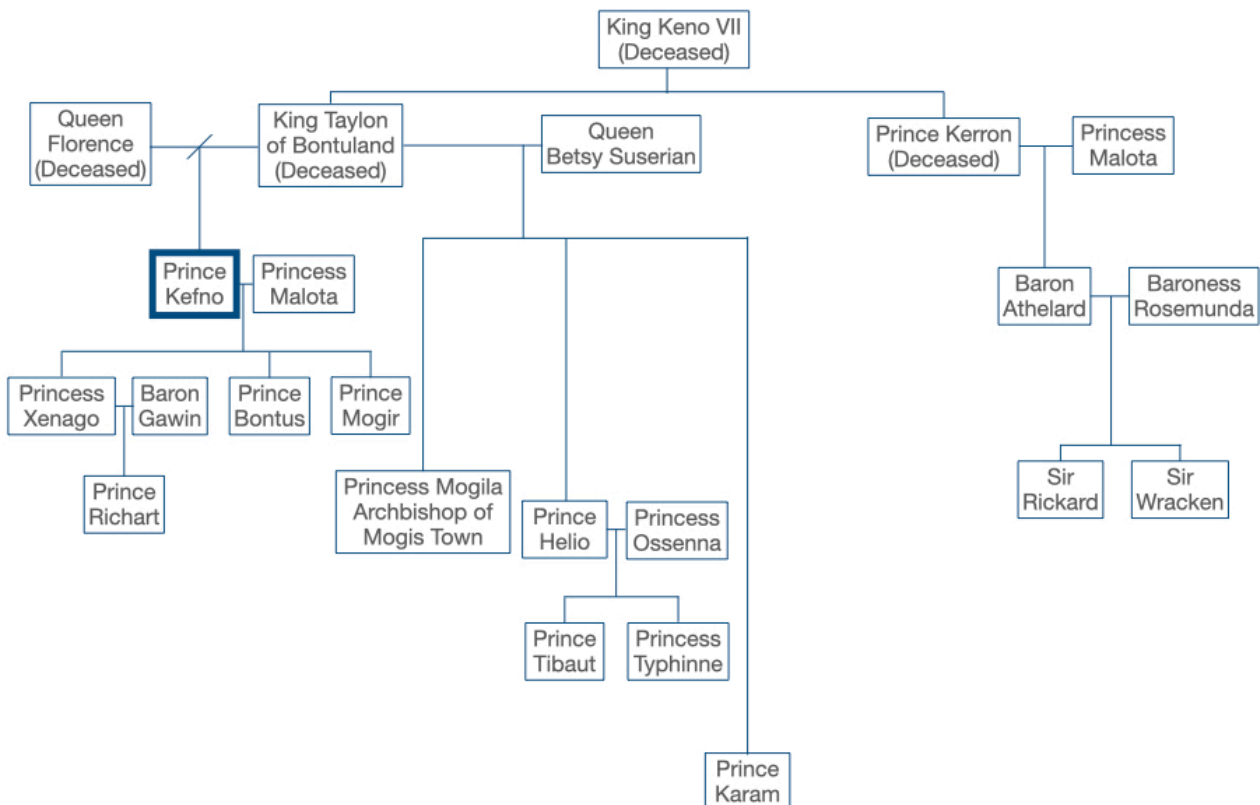 King Keno VII
(Deceased)
Queen
Florence
(Deceased)
King Taylon
of Bontuland
(Deceased)
Queen
Betsy Suserian
Prince Kerron
(Deceased)
Princess
Malota
Prince
Kefno
Princess
Malota
Baron
Athelard
Baroness
Rosemunda
Princess
Xenago
Baron
Gawin
Prince
Bontus
Prince
Mogir
Prince
Richart
Princess Mogila
Archbishop of
Mogis Town
Prince
Helio
Princess
Ossenna
Sir
Rickard
Sir
Wracken
Prince
Tibaut
Princess
Typhinne
Prince
Karam